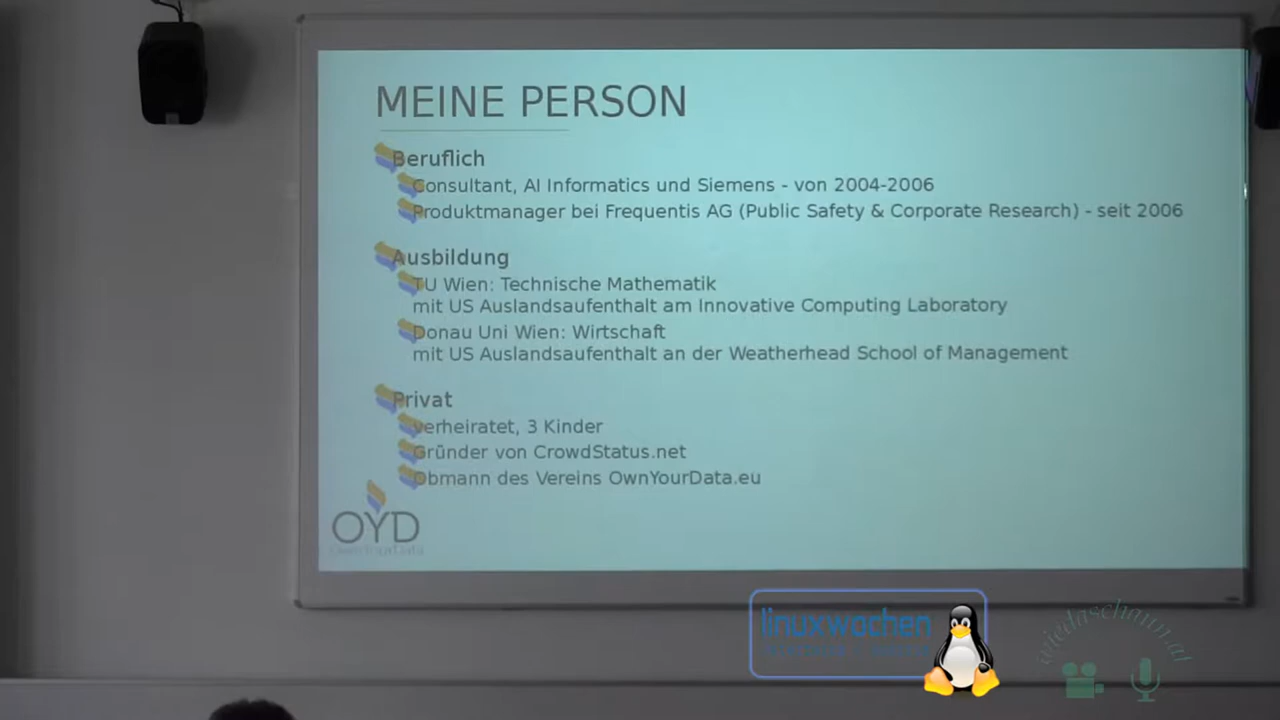 MEINE PERSON
Beruflich
Consultant, AI Informatics und Siemens - von 2004-2006
Produktmanager bei Frequentis AG (Public Safety & Corporate Research) - seit 2006
Ausbildung
TU Wien: Technische Mathematik
mit US Auslandsaufenthalt am Innovative Computing Laboratory
Donau Uni Wien: Wirtschaft
mit US Auslandsaufenthalt an der Weatherhead School of Management
Privat
verheiratet, 3 Kinder
Gründer von CrowdStatus.net
Obmann des Vereins OwnYourData.eu
OYD
OwnYourData
linuxwochen
wiedaschaun.at